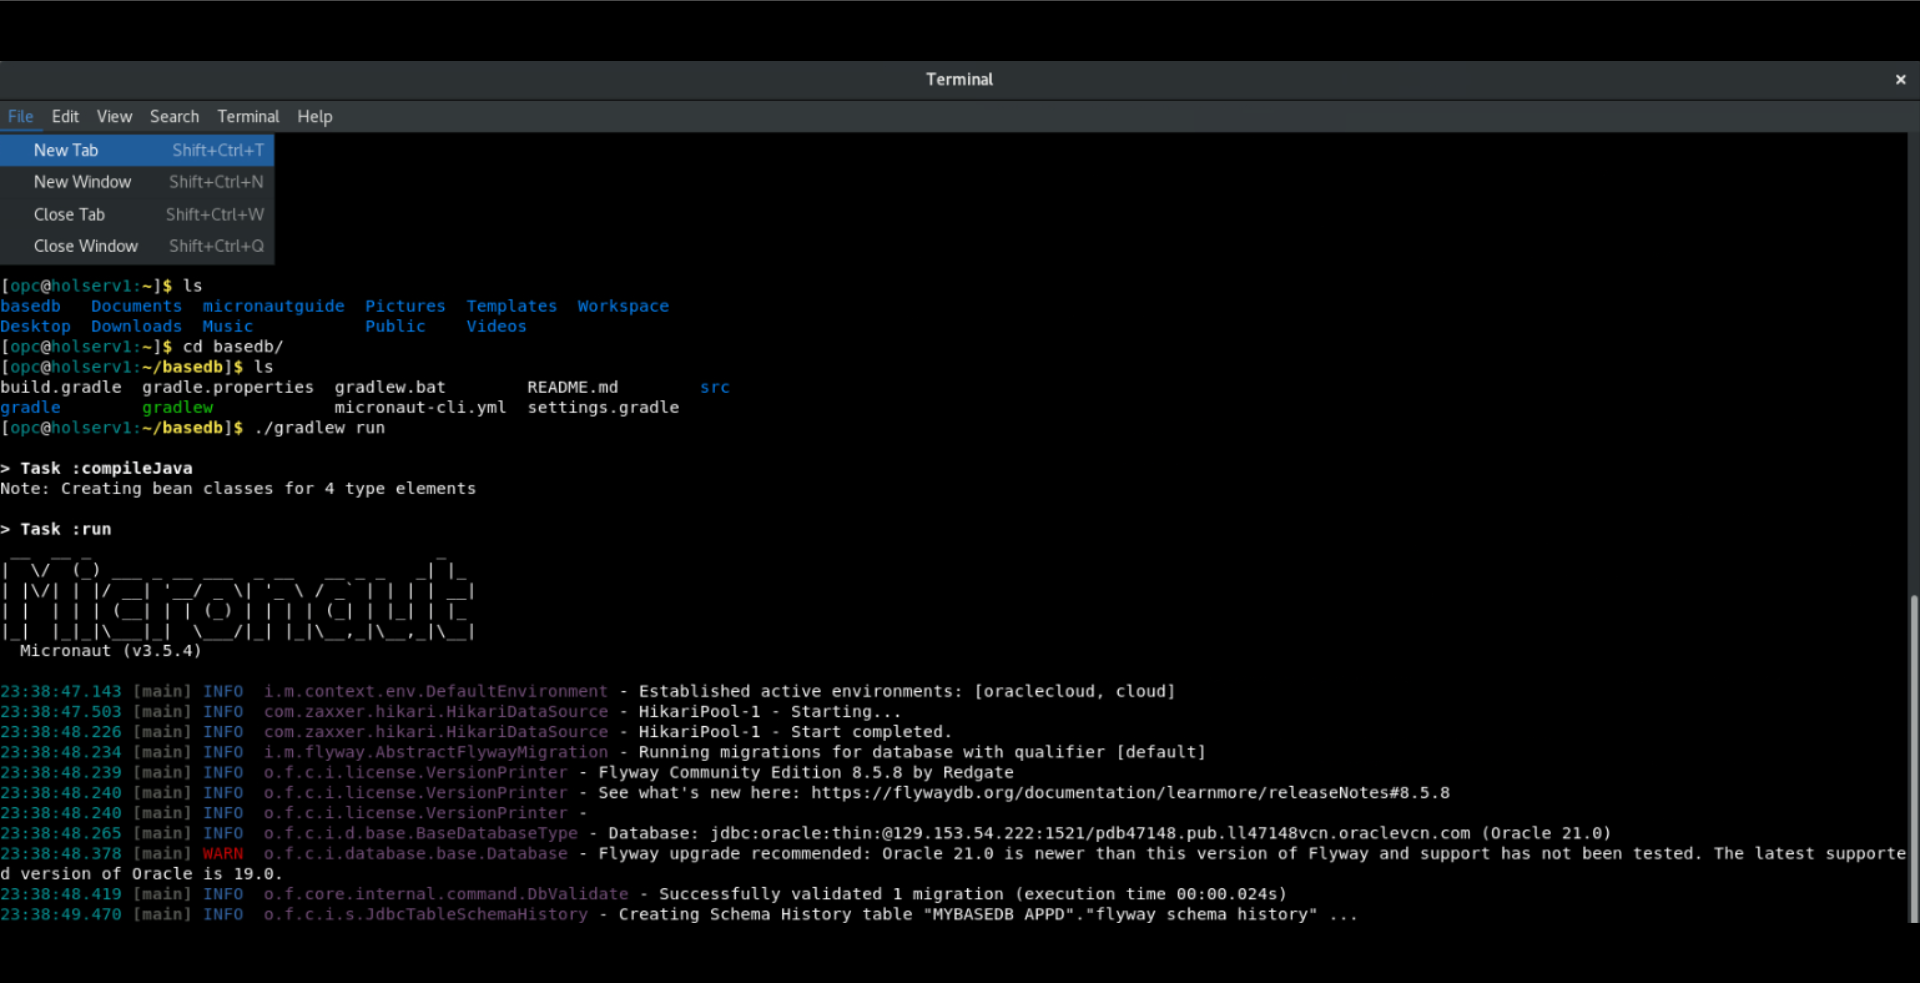 Terminal
×
File Edit View Search Terminal Help
New Tab Shift+Ctrl+T
New Window Shift+Ctrl+N
Close Tab Shift+Ctrl+W
Close Window Shift+Ctrl+Q
[opc@holserv1:~]$ ls
basedb Documents micronautguide Pictures Templates Workspace
Desktop Downloads Music Public Videos
[opc@holserv1:~]$ cd basedb/
[opc@holserv1:~/basedb]$ ls
build.gradle gradle.properties gradlew.bat README.md src
gradle gradlew micronaut-cli.yml settings.gradle
[opc@holserv1:~/basedb]$ ./gradlew run
> Task :compileJava
Note: Creating bean classes for 4 type elements
> Task :run
Micronaut
Micronaut (v3.5.4)
23:38:47.143 [main] INFO i.m.context.env.DefaultEnvironment - Established active environments: [oraclecloud, cloud]
23:38:47.503 [main] INFO com.zaxxer.hikari.HikariDataSource - HikariPool-1 - Starting...
23:38:48.226 [main] INFO com.zaxxer.hikari.HikariDataSource - HikariPool-1 - Start completed.
23:38:48.234 [main] INFO i.m.flyway.AbstractFlywayMigration - Running migrations for database with qualifier [default]
23:38:48.239 [main] INFO o.f.c.i.license.VersionPrinter - Flyway Community Edition 8.5.8 by Redgate
23:38:48.240 [main] INFO o.f.c.i.license.VersionPrinter - See what's new here: https://flywaydb.org/documentation/learnmore/releaseNotes#8.5.8
23:38:48.240 [main] INFO o.f.c.i.license.VersionPrinter -
23:38:48.265 [main] INFO o.f.c.i.d.base.BaseDatabaseType - Database: jdbc:oracle:thin:@129.153.54.222:1521/pdb47148.pub.ll47148vcn.oraclevcn.com (Oracle 21.0)
23:38:48.378 [main] WARN o.f.c.i.database.base.Database - Flyway upgrade recommended: Oracle 21.0 is newer than this version of Flyway and support has not been tested. The latest supporte
d version of Oracle is 19.0.
23:38:48.419 [main] INFO o.f.core.internal.command.DbValidate - Successfully validated 1 migration (execution time 00:00.024s)
23:38:49.470 [main] INFO o.f.c.i.s.JdbcTableSchemaHistory - Creating Schema History table "MYBASEDB APPD"."flyway schema history" ...